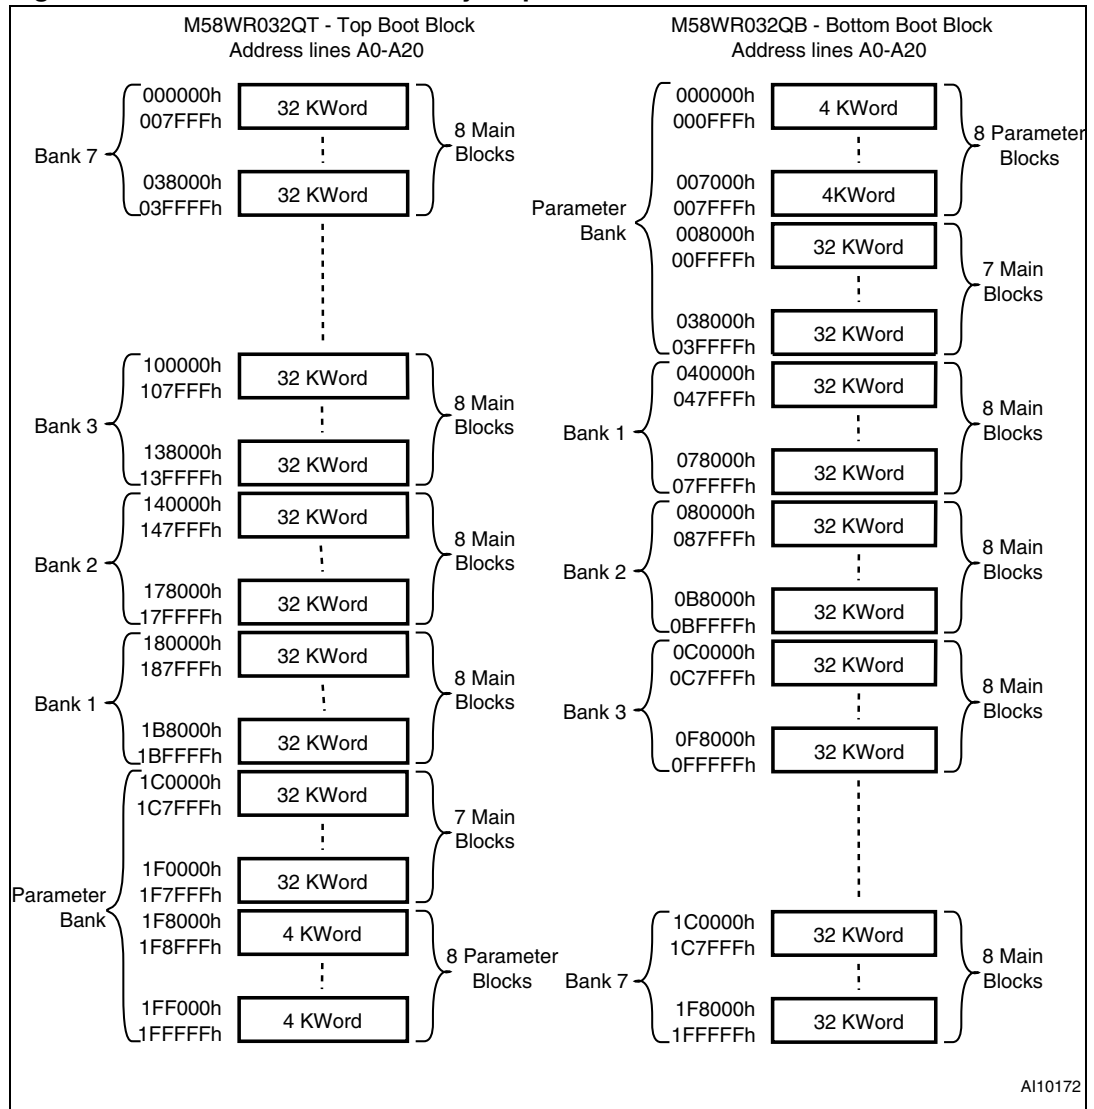 M58WR032QT - Top Boot Block
Address lines A0-A20
000000h
007FFFh
32 KWord
8 Main
Blocks
Bank 7
038000h
03FFFFh
32 KWord
100000h
107FFFh
32 KWord
8 Main
Blocks
Bank 3
138000h
13FFFFh
32 KWord
140000h
147FFFh
32 KWord
8 Main
Blocks
Bank 2
178000h
17FFFFh
32 KWord
180000h
187FFFh
32 KWord
8 Main
Blocks
Bank 1
1B8000h
1BFFFFh
32 KWord
1C0000h
1C7FFFh
32 KWord
7 Main
Blocks
1F0000h
1F7FFFh
32 KWord
Parameter
Bank
1F8000h
1F8FFFh
4 KWord
8 Parameter
Blocks
1FF000h
1FFFFFh
4 KWord
M58WR032QB - Bottom Boot Block
Address lines A0-A20
000000h
000FFFh
4 KWord
8 Parameter
Blocks
007000h
007FFFh
4KWord
Parameter
Bank
008000h
00FFFFh
32 KWord
7 Main
Blocks
038000h
03FFFFh
32 KWord
040000h
047FFFh
32 KWord
8 Main
Blocks
Bank 1
078000h
07FFFFh
32 KWord
080000h
087FFFh
32 KWord
8 Main
Blocks
Bank 2
0B8000h
0BFFFFh
32 KWord
0C0000h
0C7FFFh
32 KWord
8 Main
Blocks
Bank 3
0F8000h
0FFFFFh
32 KWord
1C0000h
1C7FFFh
32 KWord
8 Main
Blocks
Bank 7
1F8000h
1FFFFFh
32 KWord
AI10172